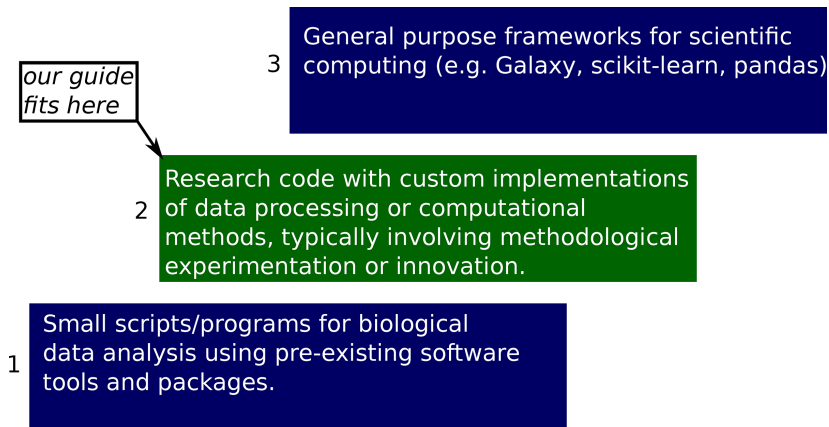 3
General purpose frameworks for scientific
computing (e.g. Galaxy, scikit-learn, pandas)
our guide
fits here
2
Research code with custom implementations
of data processing or computational
methods, typically involving methodological
experimentation or innovation.
1
Small scripts/programs for biological
data analysis using pre-existing software
tools and packages.